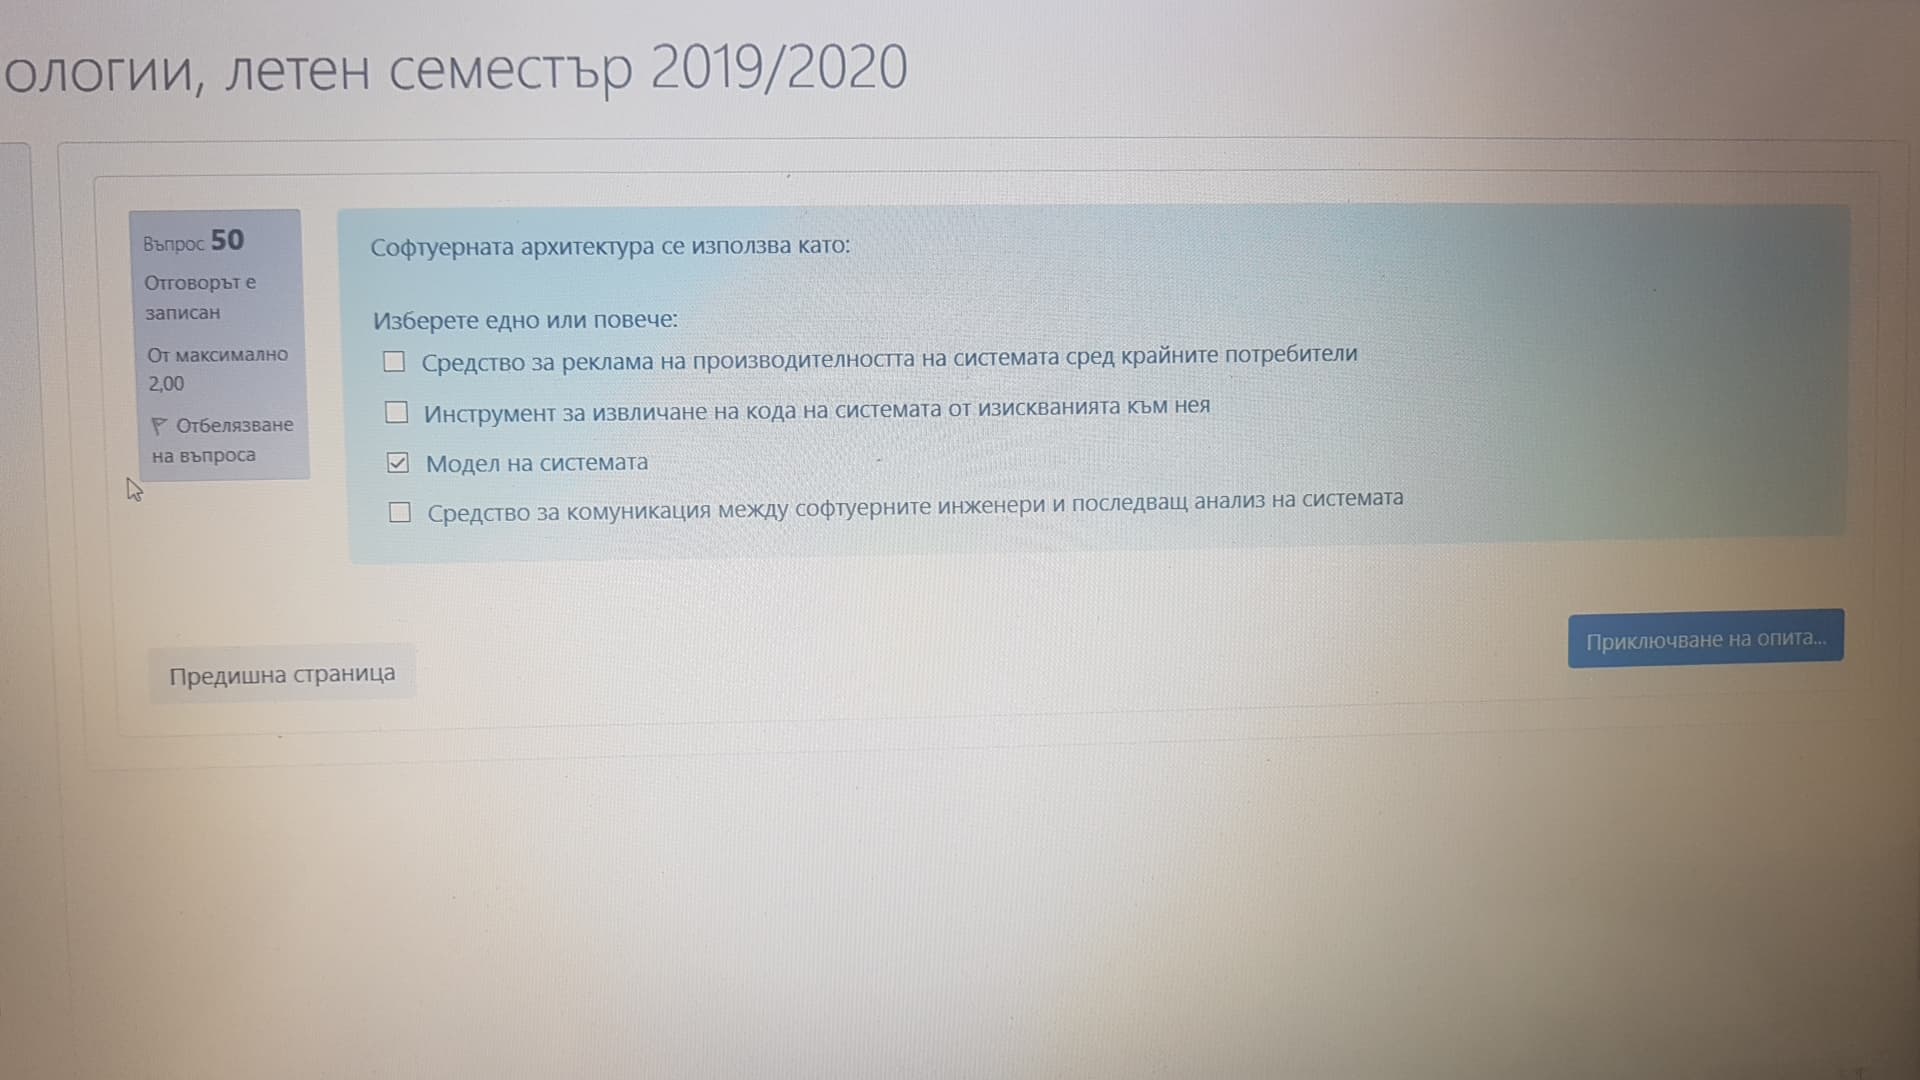 ологии, летен семестър 2019/2020
Въпрос 50
Отговорът е
записан
От максимално
2,00
Отбелязване
на въпроса
Софтуерната архитектура се използва като:
Изберете едно или повече:
Средство за реклама на производителността на системата сред крайните потребители
Инструмент за извличане на кода на системата от изискванията към нея
Модел на системата
Средство за комуникация между софтуерните инженери и последващ анализ на системата
Предишна страница
Приключване на опита...